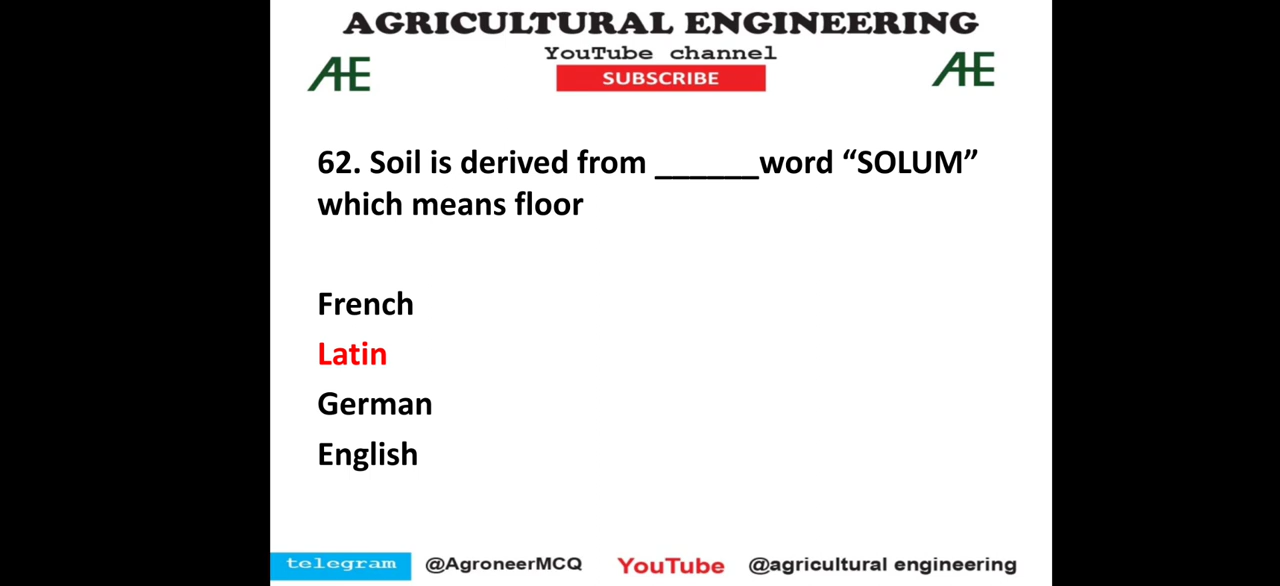 AGRICULTURAL ENGINEERING
YouTube channel
AE SUBSCRIBE AE
62. Soil is derived from ______word “SOLUM”
which means floor
French
Latin
German
English
telegram @AgroneerMCQ YouTube @agricultural engineering